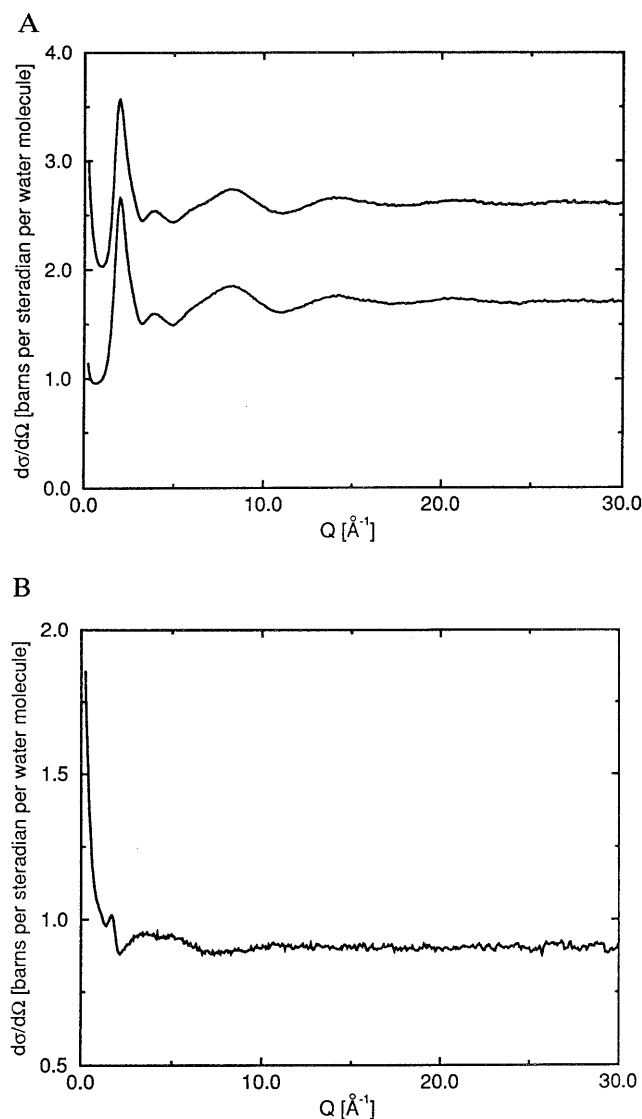 A
dσ/dΩ [barns per steradian per water molecule]
4.0
3.0
2.0
1.0
0.0
0.0
10.0
20.0
30.0
Q [Å⁻¹]
B
dσ/dΩ [barns per steradian per water molecule]
2.0
1.5
1.0
0.5
0.0
10.0
20.0
30.0
Q [Å⁻¹]